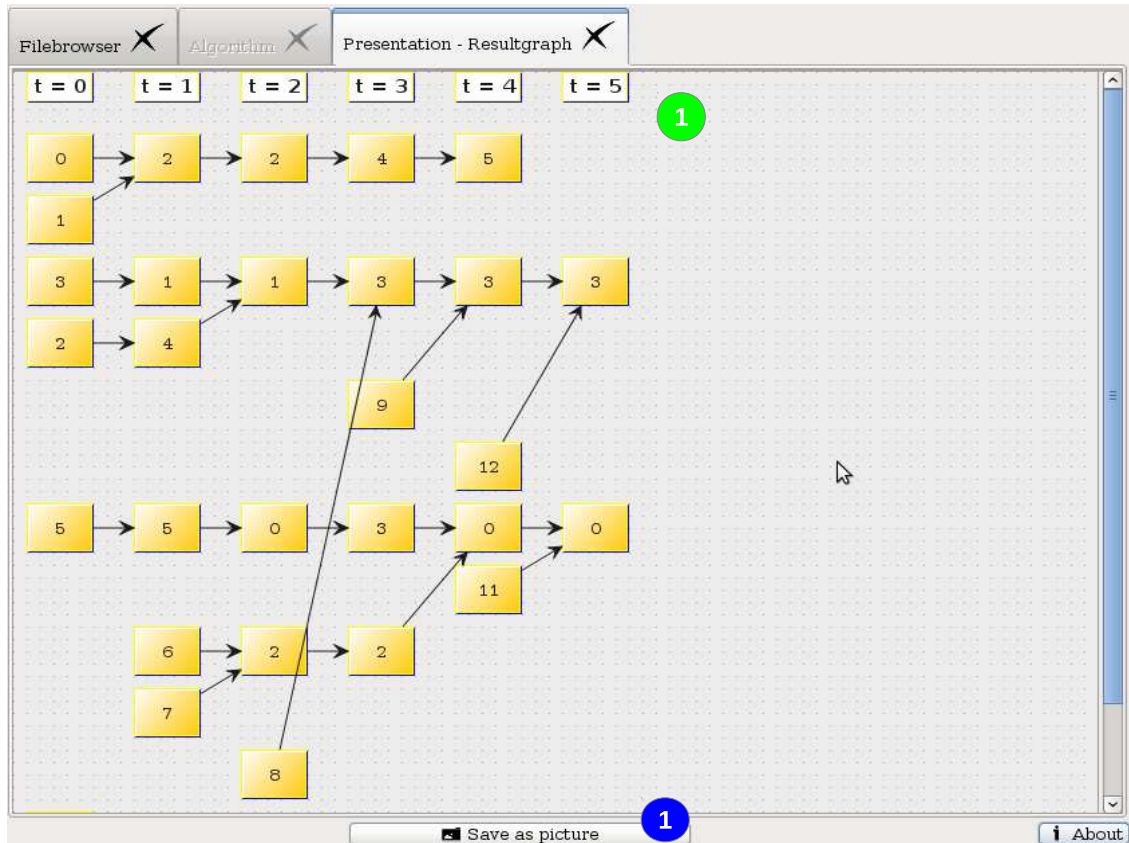 Filebrowser Algorithm Presentation - Resultgraph
t = 0 t = 1 t = 2 t = 3 t = 4 t = 5
1
0 2 2 4 5
1
3 1 1 3 3 3
2 4
9
12
5 5 0 3 0 0
11
6 2 2
7
8
1
Save as picture
i About